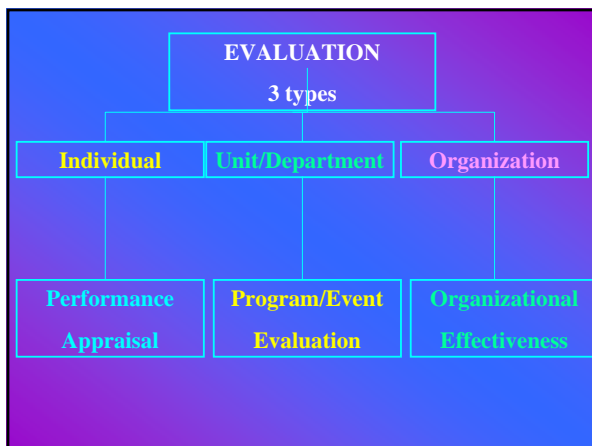 EVALUATION
3 types
Individual
Unit/Department
Organization
Performance
Appraisal
Program/Event
Evaluation
Organizational
Effectiveness